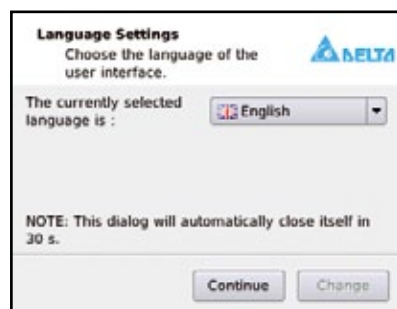 Language Settings
Choose the language of the
user interface.
DELTA
The currently selected
language is :
English
NOTE: This dialog will automatically close itself in
30 s.
Continue
Change